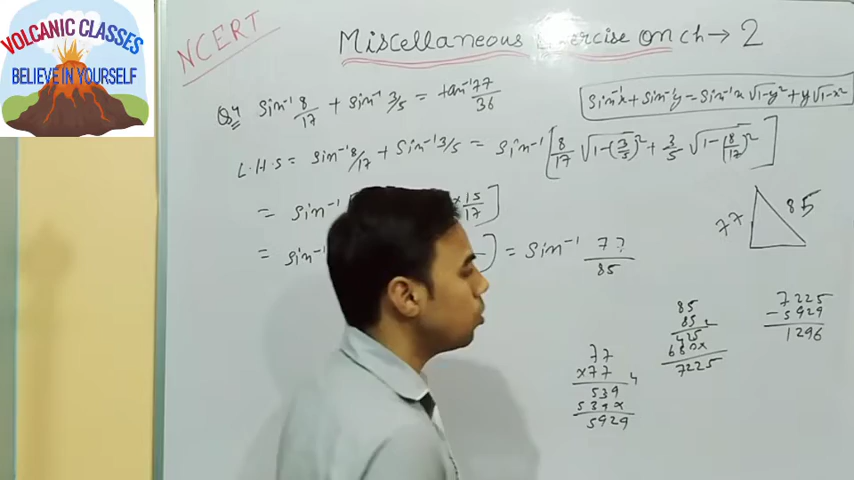 VOLCANIC CLASSES
BELIEVE IN YOURSELF
NCERT
Miscellaneous Exercise on ch → 2
Q4 Sin⁻¹ 8/17 + sin⁻¹ 3/5 = tan⁻¹ 77/36
Sin⁻¹x + Sin⁻¹y = Sin⁻¹ x √1-y² + y √1-x²
L.H.S = Sin⁻¹ 8/17 + Sin⁻¹ 3/5 = Sin⁻¹ [8/17 √1-(3/5)² + 3/5 √1-(8/17)²]
= Sin⁻¹ × 15/17]
= Sin⁻¹ ] = Sin⁻¹ 77/85
77
85
77
×77
539
539×
5929
85
85
425
680×
7225
7225
-5929
1296